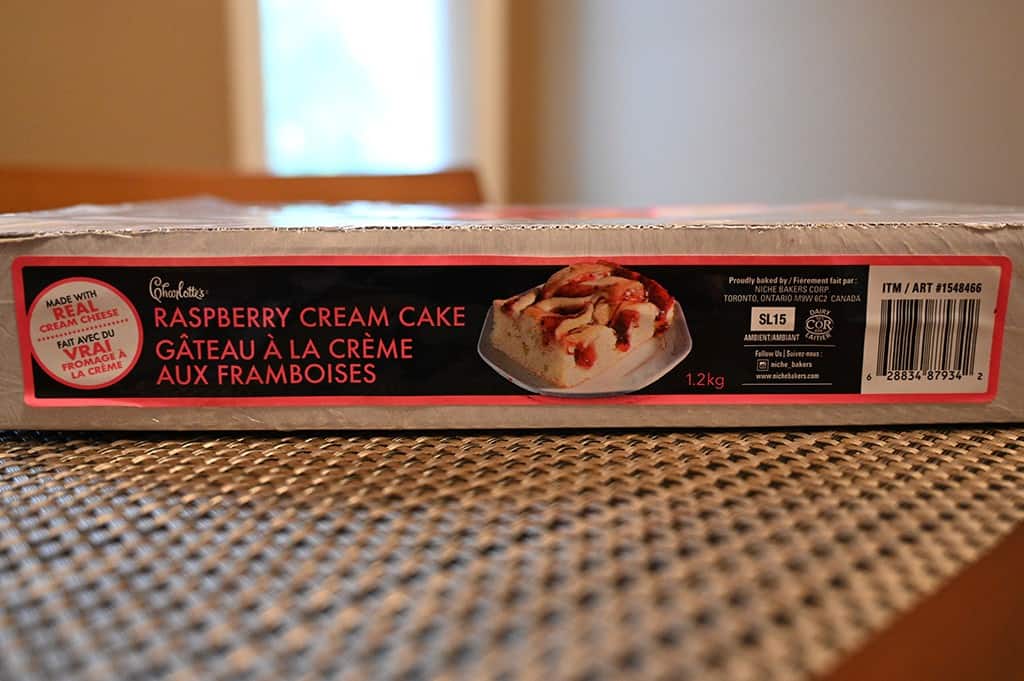 MADE WITH
REAL
CREAM CHEESE
FAIT AVEC DU
VRAI
FROMAGE À
LA CRÈME
Charlotte's
RASPBERRY CREAM CAKE
GÂTEAU À LA CRÈME
AUX FRAMBOISES
1.2kg
Proudly baked by / Fièrement fait par :
NICHE BAKERS CORP.
TORONTO, ONTARIO M9W 6C2 CANADA
SL15
AMBIENT/AMBIANT
DAIRY
COR
LAITIER
Follow Us | Suivez-nous :
niche_bakers
www.nichebakers.com
ITM / ART #1548466
6 28834 87934 2